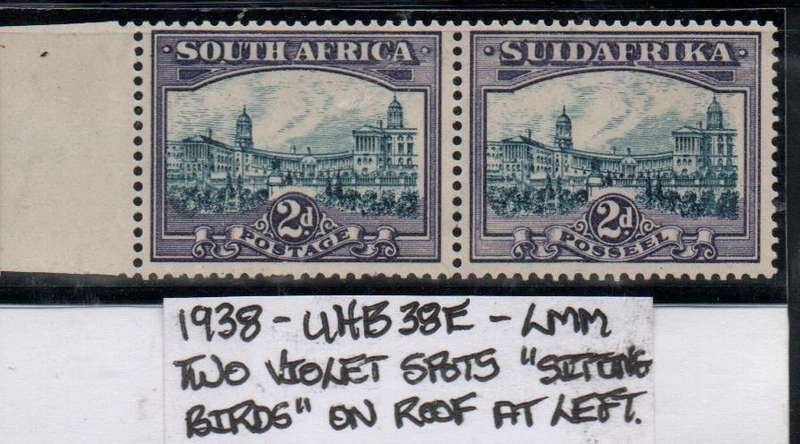 SOUTH AFRICA SUIDAFRIKA
2d 2d
POSTAGE POSSEËL
1938 - UHB 38E - LMM
TWO VIOLET SPOTS "SITTING
BIRDS" ON ROOF AT LEFT.